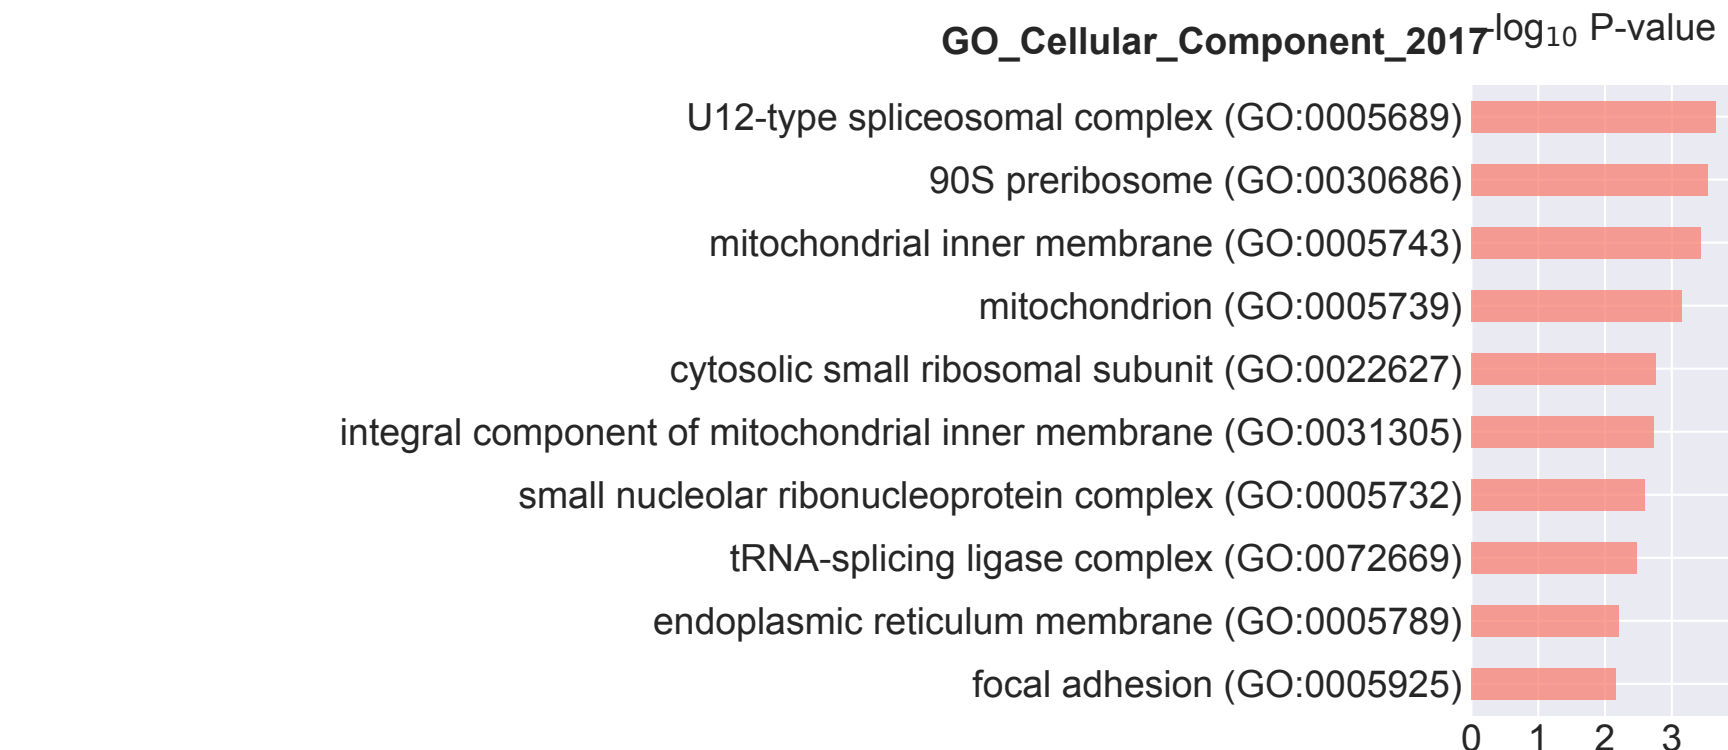 GO_Cellular_Component_2017
-log10 P-value
U12-type spliceosomal complex (GO:0005689)
90S preribosome (GO:0030686)
mitochondrial inner membrane (GO:0005743)
mitochondrion (GO:0005739)
cytosolic small ribosomal subunit (GO:0022627)
integral component of mitochondrial inner membrane (GO:0031305)
small nucleolar ribonucleoprotein complex (GO:0005732)
tRNA-splicing ligase complex (GO:0072669)
endoplasmic reticulum membrane (GO:0005789)
focal adhesion (GO:0005925)
0 1 2 3